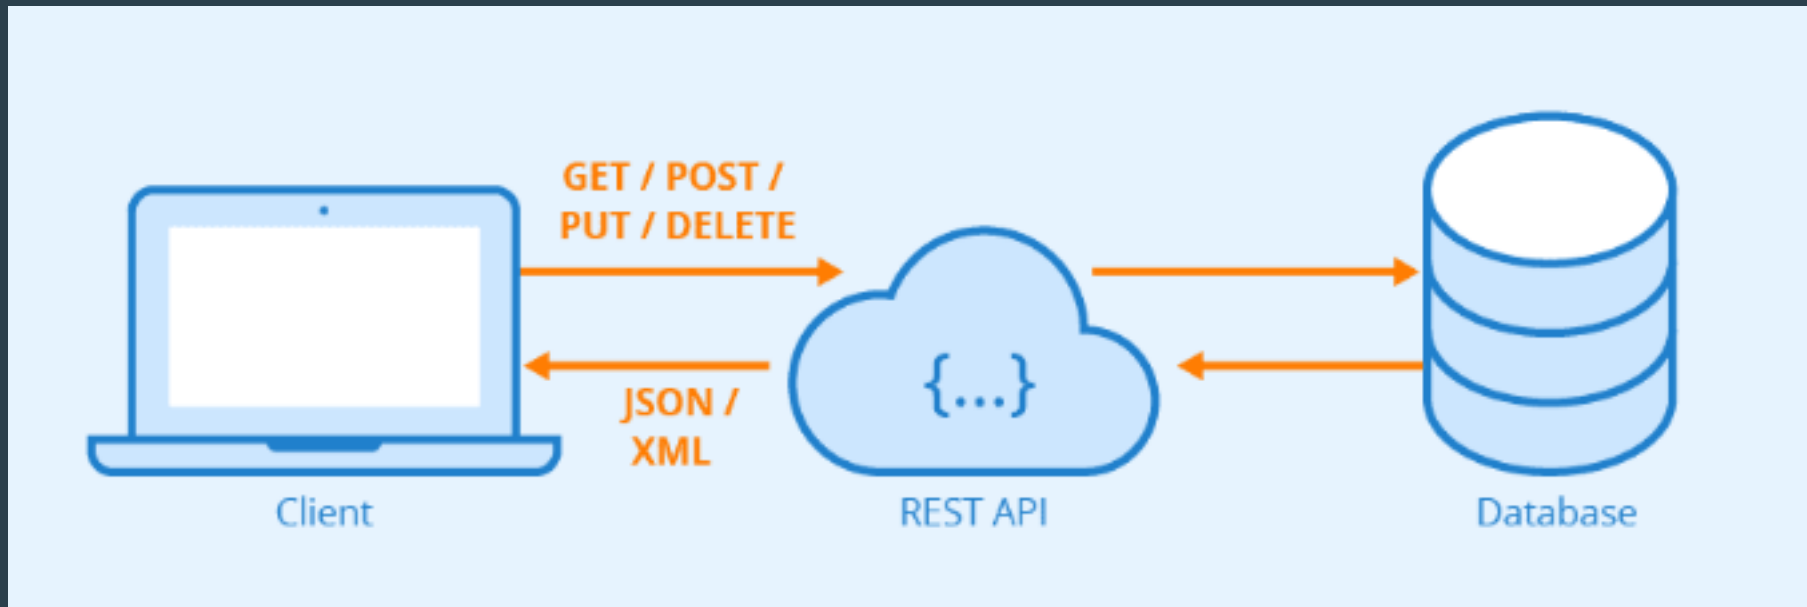 GET / POST /
PUT / DELETE
JSON /
XML
{...}
Client
REST API
Database